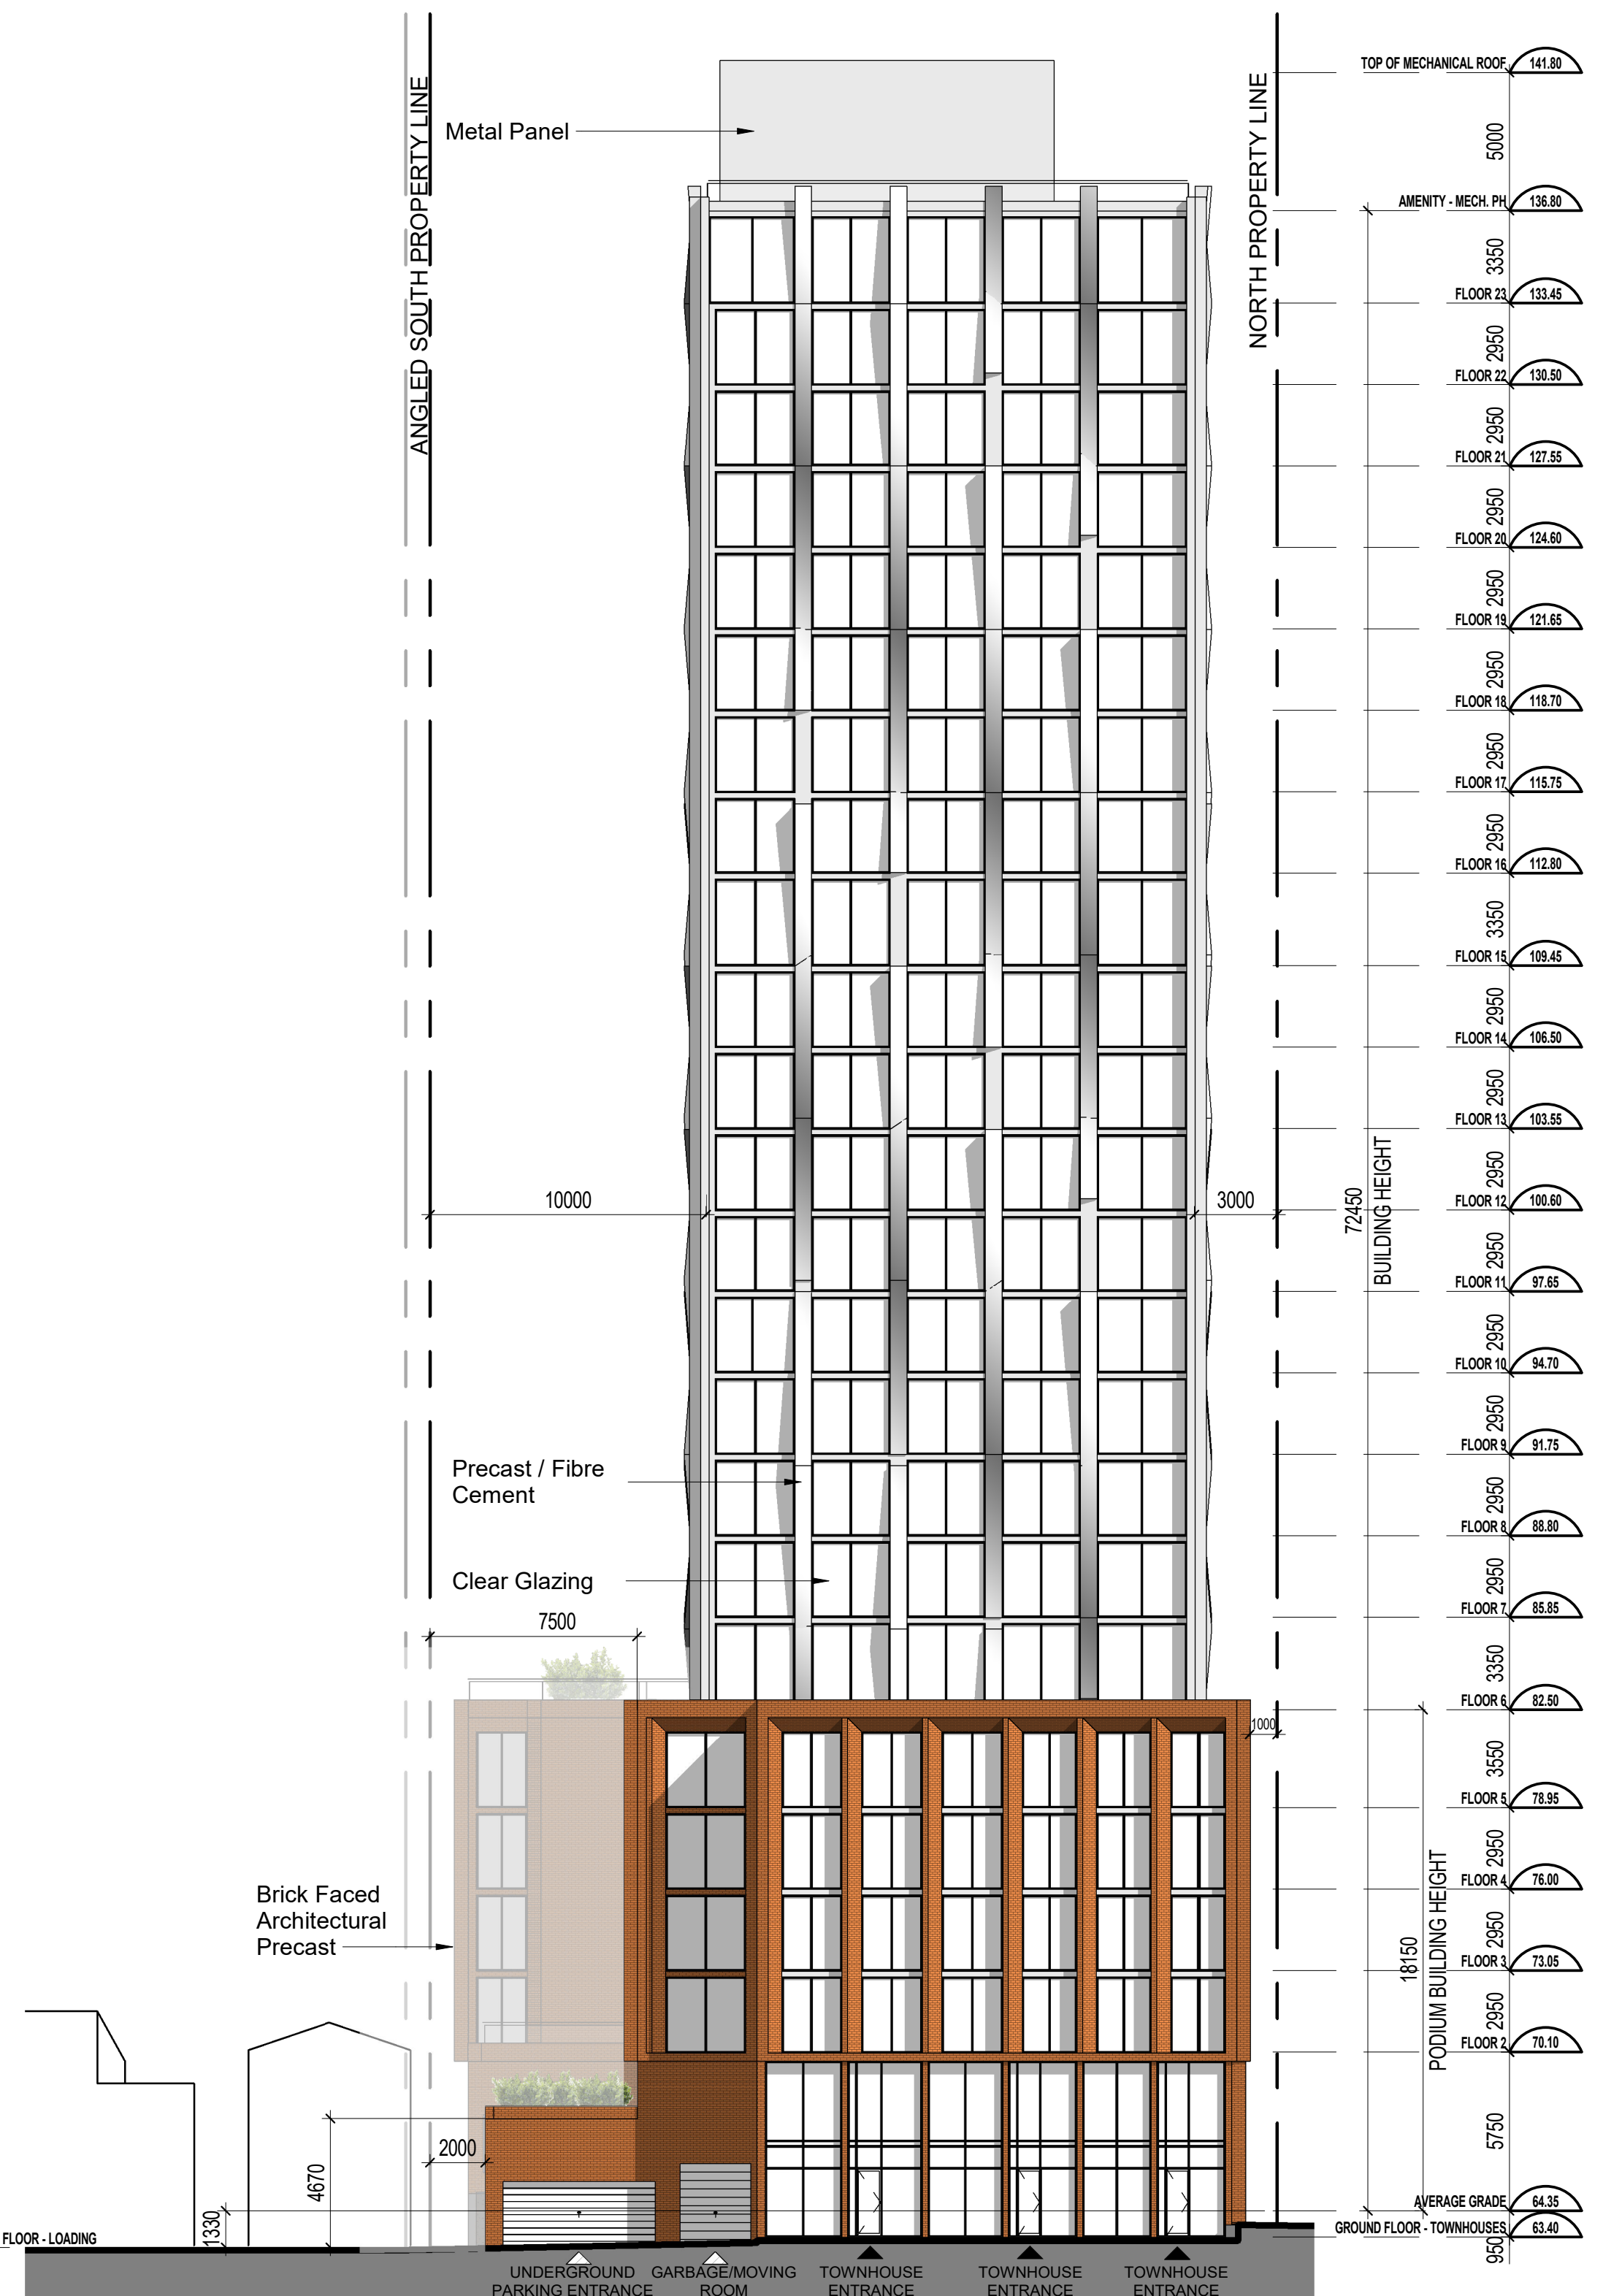 TOP OF MECHANICAL ROOF 141.80
ANGLED SOUTH PROPERTY LINE
NORTH PROPERTY LINE
Metal Panel
5000
AMENITY - MECH. PH 136.80
3350
FLOOR 23 133.45
2950
FLOOR 22 130.50
2950
FLOOR 21 127.55
2950
FLOOR 20 124.60
2950
FLOOR 19 121.65
2950
FLOOR 18 118.70
2950
FLOOR 17 115.75
2950
FLOOR 16 112.80
3350
FLOOR 15 109.45
2950
FLOOR 14 106.50
2950
FLOOR 13 103.55
2950
10000
3000
72450
BUILDING HEIGHT
FLOOR 12 100.60
2950
FLOOR 11 97.65
2950
FLOOR 10 94.70
2950
FLOOR 9 91.75
Precast / Fibre
Cement
2950
FLOOR 8 88.80
Clear Glazing
2950
FLOOR 7 85.85
7500
3350
FLOOR 6 82.50
1000
3550
FLOOR 5 78.95
2950
FLOOR 4 76.00
Brick Faced
Architectural
Precast
2950
FLOOR 3 73.05
18150
PODIUM BUILDING HEIGHT
2950
FLOOR 2 70.10
5750
2000
4670
1330
AVERAGE GRADE 64.35
GROUND FLOOR - TOWNHOUSES 63.40
950
FLOOR - LOADING
UNDERGROUND
PARKING ENTRANCE
GARBAGE/MOVING
ROOM
TOWNHOUSE
ENTRANCE
TOWNHOUSE
ENTRANCE
TOWNHOUSE
ENTRANCE